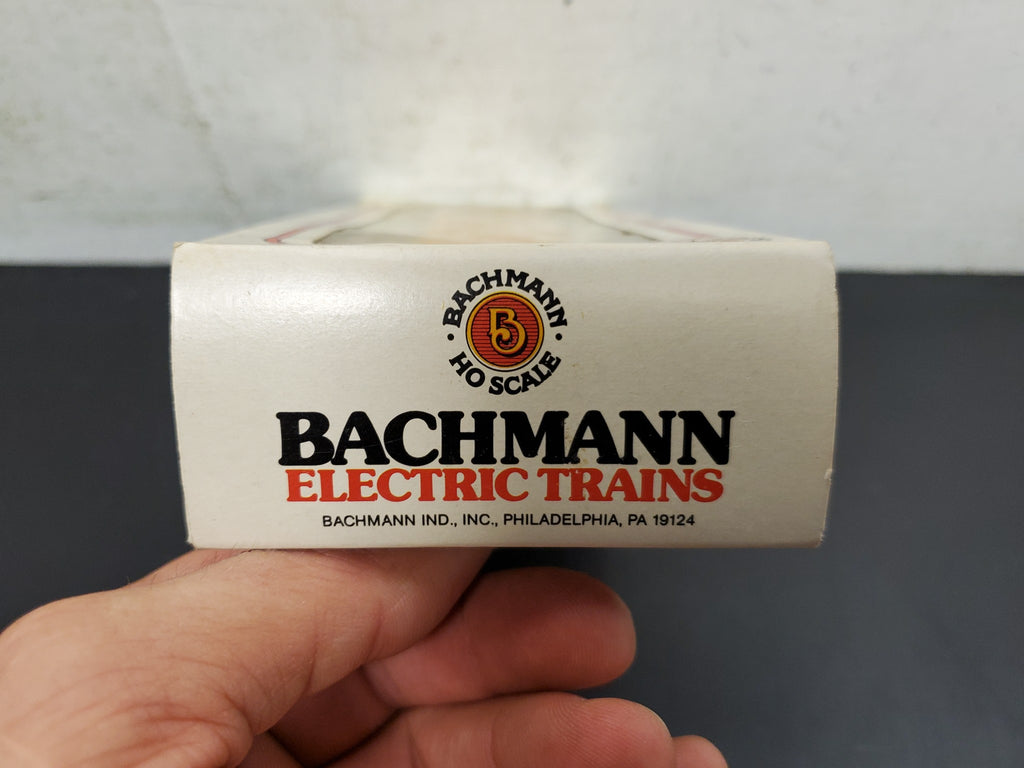 BACHMANN
B
HO SCALE
BACHMANN
ELECTRIC TRAINS
BACHMANN IND., INC., PHILADELPHIA, PA 19124